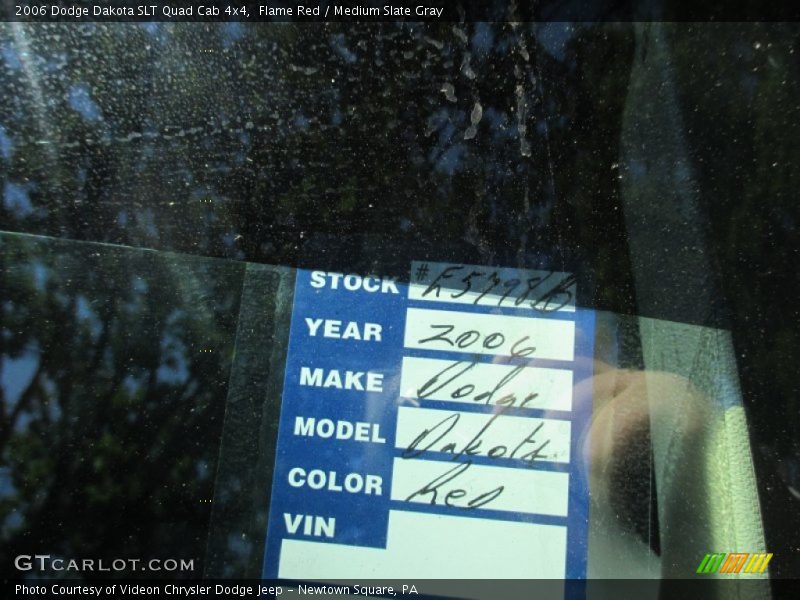 2006 Dodge Dakota SLT Quad Cab 4x4,  Flame Red / Medium Slate Gray
STOCK # E5798B
YEAR 2006
MAKE Dodge
MODEL Dakota
COLOR Red
VIN
GTCARLOT.COM
Photo Courtesy of Videon Chrysler Dodge Jeep - Newtown Square, PA